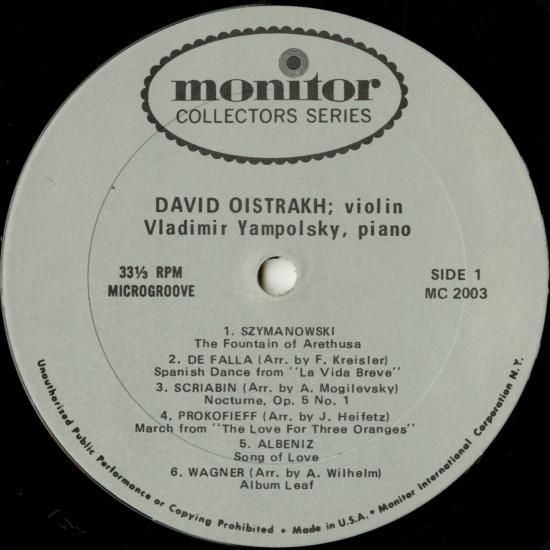 monitor
COLLECTORS SERIES
DAVID OISTRAKH; violin
Vladimir Yampolsky, piano
33⅓ RPM
MICROGROOVE
SIDE 1
MC 2003
1. SZYMANOWSKI
The Fountain of Arethusa
2. DE FALLA (Arr. by F. Kreisler)
Spanish Dance from "La Vida Breve"
3. SCRIABIN (Arr. by A. Mogilevsky)
Nocturne, Op. 5 No. 1
4. PROKOFIEFF (Arr. by J. Heifetz)
March from "The Love For Three Oranges"
5. ALBENIZ
Song of Love
6. WAGNER (Arr. by A. Wilhelm)
Album Leaf
Unauthorized Public Performance or Copying Prohibited • Made in U.S.A. • Monitor International Corporation N.Y.